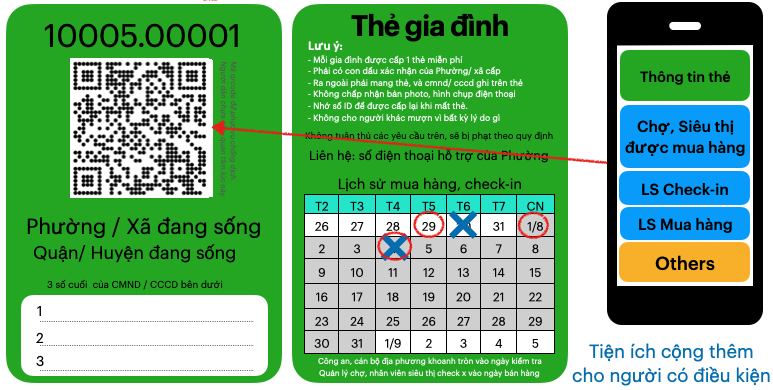 10005.00001
Phường / Xã đang sống
Quận/ Huyện đang sống
3 số cuối của CMND / CCCD bên dưới
1
2
3
Thẻ gia đình
Lưu ý:
- Mỗi gia đình được cấp 1 thẻ miễn phí
- Phải có con dấu xác nhận của Phường/ xã cấp
- Ra ngoài phải mang thẻ, và cmnd/ cccd ghi trên thẻ
- Không chấp nhận bản photo, hình chụp điện thoại
- Nhớ số ID để được cấp lại khi mất thẻ.
- Không cho người khác mượn vì bất kỳ lý do gì
Không tuân thủ các yêu cầu trên, sẽ bị phạt theo quy định
Liên hệ: số điện thoại hỗ trợ của Phường
Lịch sử mua hàng, check-in
T2 T3 T4 T5 T6 T7 CN
26 27 28 29 31 1/8
2 3 5 6 7 8
9 10 11 12 13 14 15
16 17 18 19 20 21 22
23 24 25 26 27 28 29
30 31 1/9 2 3 4 5
Công an, cán bộ địa phương khoanh tròn vào ngày kiểm tra
Quản lý chợ, nhân viên siêu thị check x vào ngày bán hàng
Thông tin thẻ
Chợ, Siêu thị
được mua hàng
LS Check-in
LS Mua hàng
Others
Tiện ích cộng thêm
cho người có điều kiện